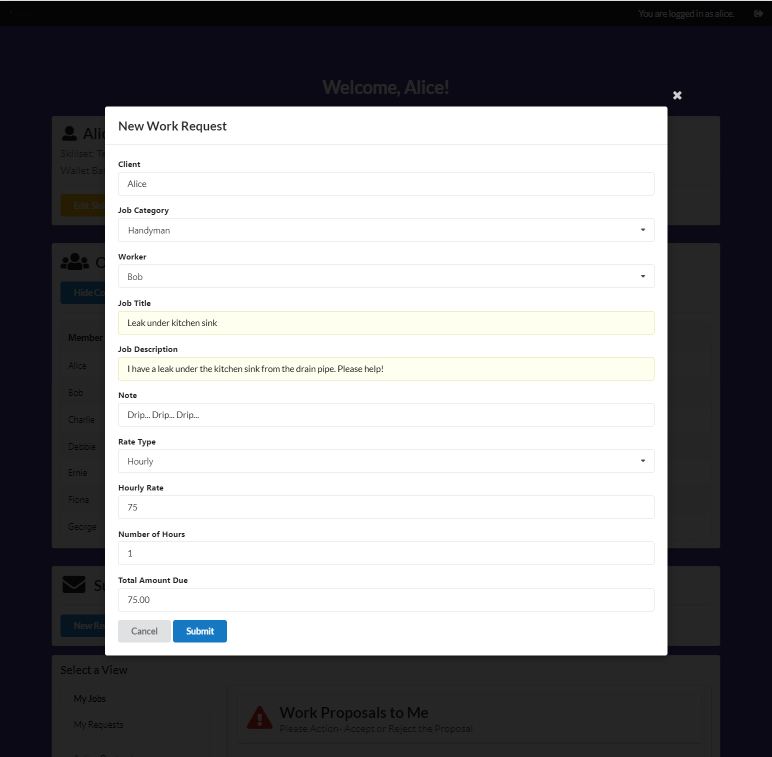 You are logged in as alice.
Welcome, Alice!
New Work Request
Client
Alice
Job Category
Handyman
Worker
Bob
Job Title
Leak under kitchen sink
Job Description
I have a leak under the kitchen sink from the drain pipe. Please help!
Note
Drip... Drip... Drip...
Rate Type
Hourly
Hourly Rate
75
Number of Hours
1
Total Amount Due
75.00
Cancel Submit
Skillset:
Wallet
Edit
Hide
Member
Alice
Bob
Charlie
Debbie
Ernie
Fiona
George
New
Select a View
My Jobs
My Requests
Work Proposals to Me
Please Action- Accept or Reject the Proposal